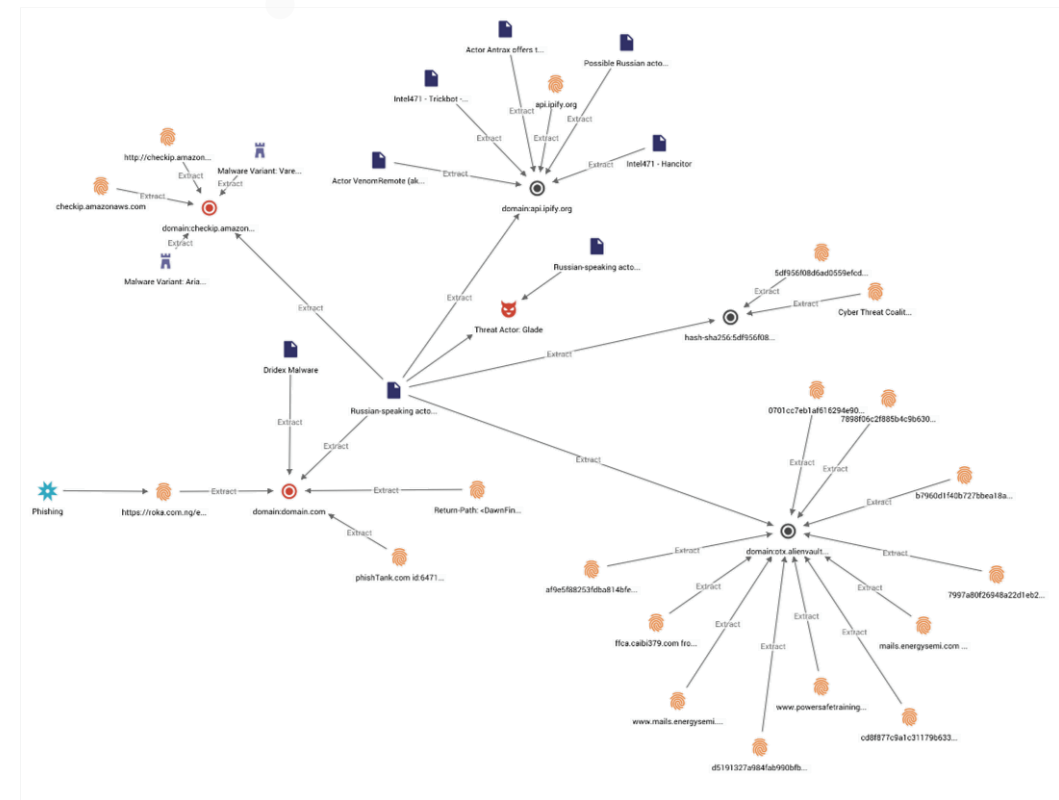 Actor Antrax offers t...
Possible Russian acto...
Intel471 - Trickbot -...
api.ipify.org
Extract
Extract
Extract
Extract
http://checkip.amazon...
Malware Variant: Vare...
Intel471 - Hancitor
Extract
Actor VenomRemote (ak...
Extract
Extract
Extract
checkip.amazonaws.com
Extract
domain:api.ipify.org
domain:checkip.amazon...
Extract
Malware Variant: Aria...
Russian-speaking acto...
5df956f08d6ad0559efcd...
Extract
Extract
Extract
Cyber Threat Coalit...
Extract
Threat Actor: Glade
hash-sha256:5df956f08...
Extract
Dridex Malware
Russian-speaking acto...
0701cc7eb1af616294e90...
7898f06c2f885b4c9b630...
Extract
Extract
Extract
Extract
Extract
Extract
Extract
Extract
b7960d1f40b727bbea18a...
Phishing
https://roka.com.ng/e...
domain:domain.com
Return-Path: <DawnFin...
Extract
domain:otx.alienvault...
Extract
phishTank.com id:6471...
Extract
af9e5f88253fdba814bfe...
Extract
7997a80f26948a22d1eb2...
Extract
Extract
Extract
Extract
ffca.caibi379.com fro...
Extract
mails.energysemi.com ...
www.mails.energysemi....
www.powersafetraining...
cd8f877c9a1c31179b633...
d5191327a984fab990bfb...